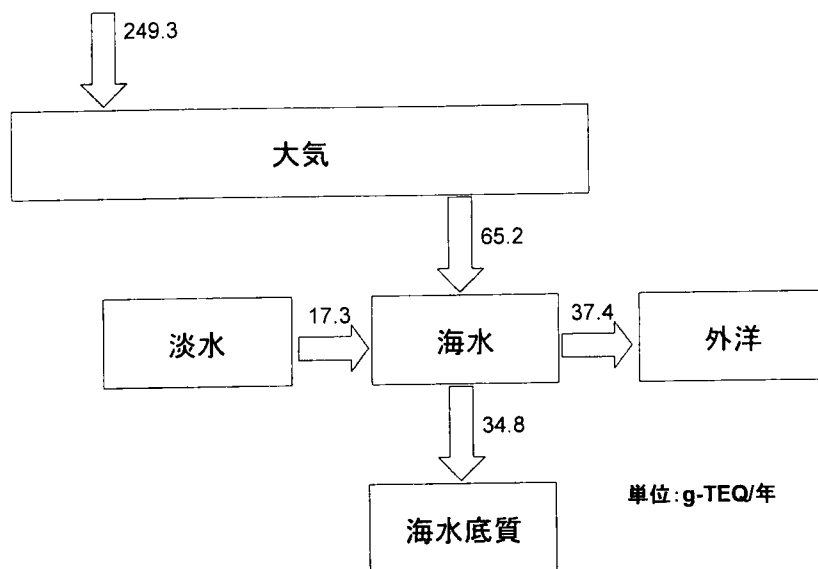 249.3
大気
65.2
淡水
17.3
海水
37.4
外洋
34.8
単位:g-TEQ/年
海水底質